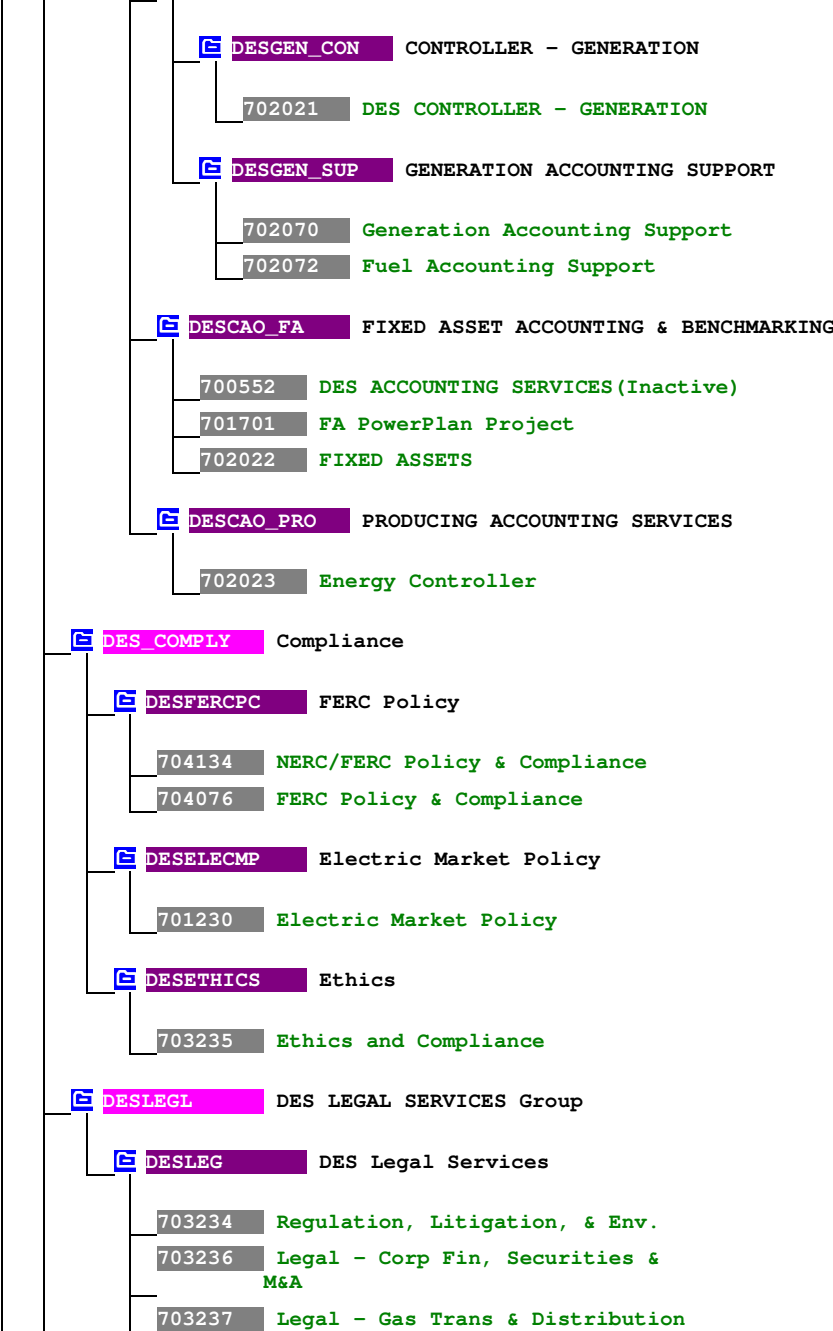 DESGEN_CON CONTROLLER – GENERATION
702021 DES CONTROLLER – GENERATION
DESGEN_SUP GENERATION ACCOUNTING SUPPORT
702070 Generation Accounting Support
702072 Fuel Accounting Support
DESCAO_FA FIXED ASSET ACCOUNTING & BENCHMARKING
700552 DES ACCOUNTING SERVICES(Inactive)
701701 FA PowerPlan Project
702022 FIXED ASSETS
DESCAO_PRO PRODUCING ACCOUNTING SERVICES
702023 Energy Controller
DES_COMPLY Compliance
DESFERCPC FERC Policy
704134 NERC/FERC Policy & Compliance
704076 FERC Policy & Compliance
DESELECMP Electric Market Policy
701230 Electric Market Policy
DESETHICS Ethics
703235 Ethics and Compliance
DESLEGL DES LEGAL SERVICES Group
DESLEG DES Legal Services
703234 Regulation, Litigation, & Env.
703236 Legal – Corp Fin, Securities &
M&A
703237 Legal – Gas Trans & Distribution